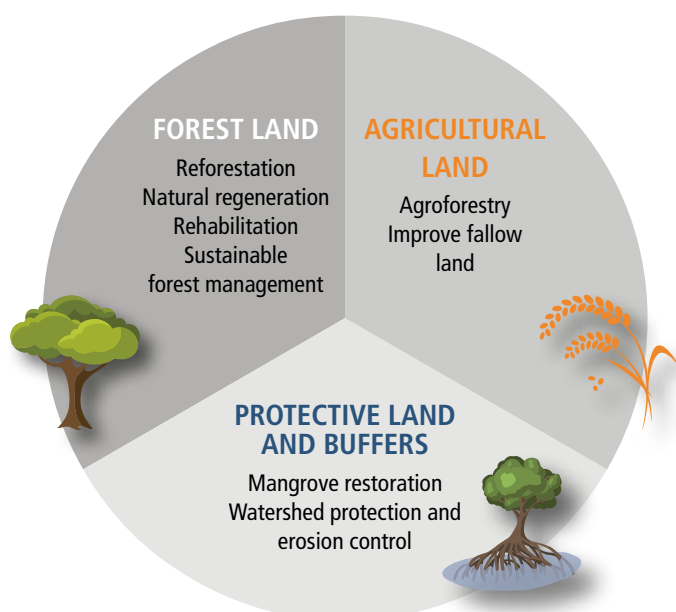 FOREST LAND
Reforestation
Natural regeneration
Rehabilitation
Sustainable
forest management
AGRICULTURAL
LAND
Agroforestry
Improve fallow
land
PROTECTIVE LAND
AND BUFFERS
Mangrove restoration
Watershed protection and
erosion control